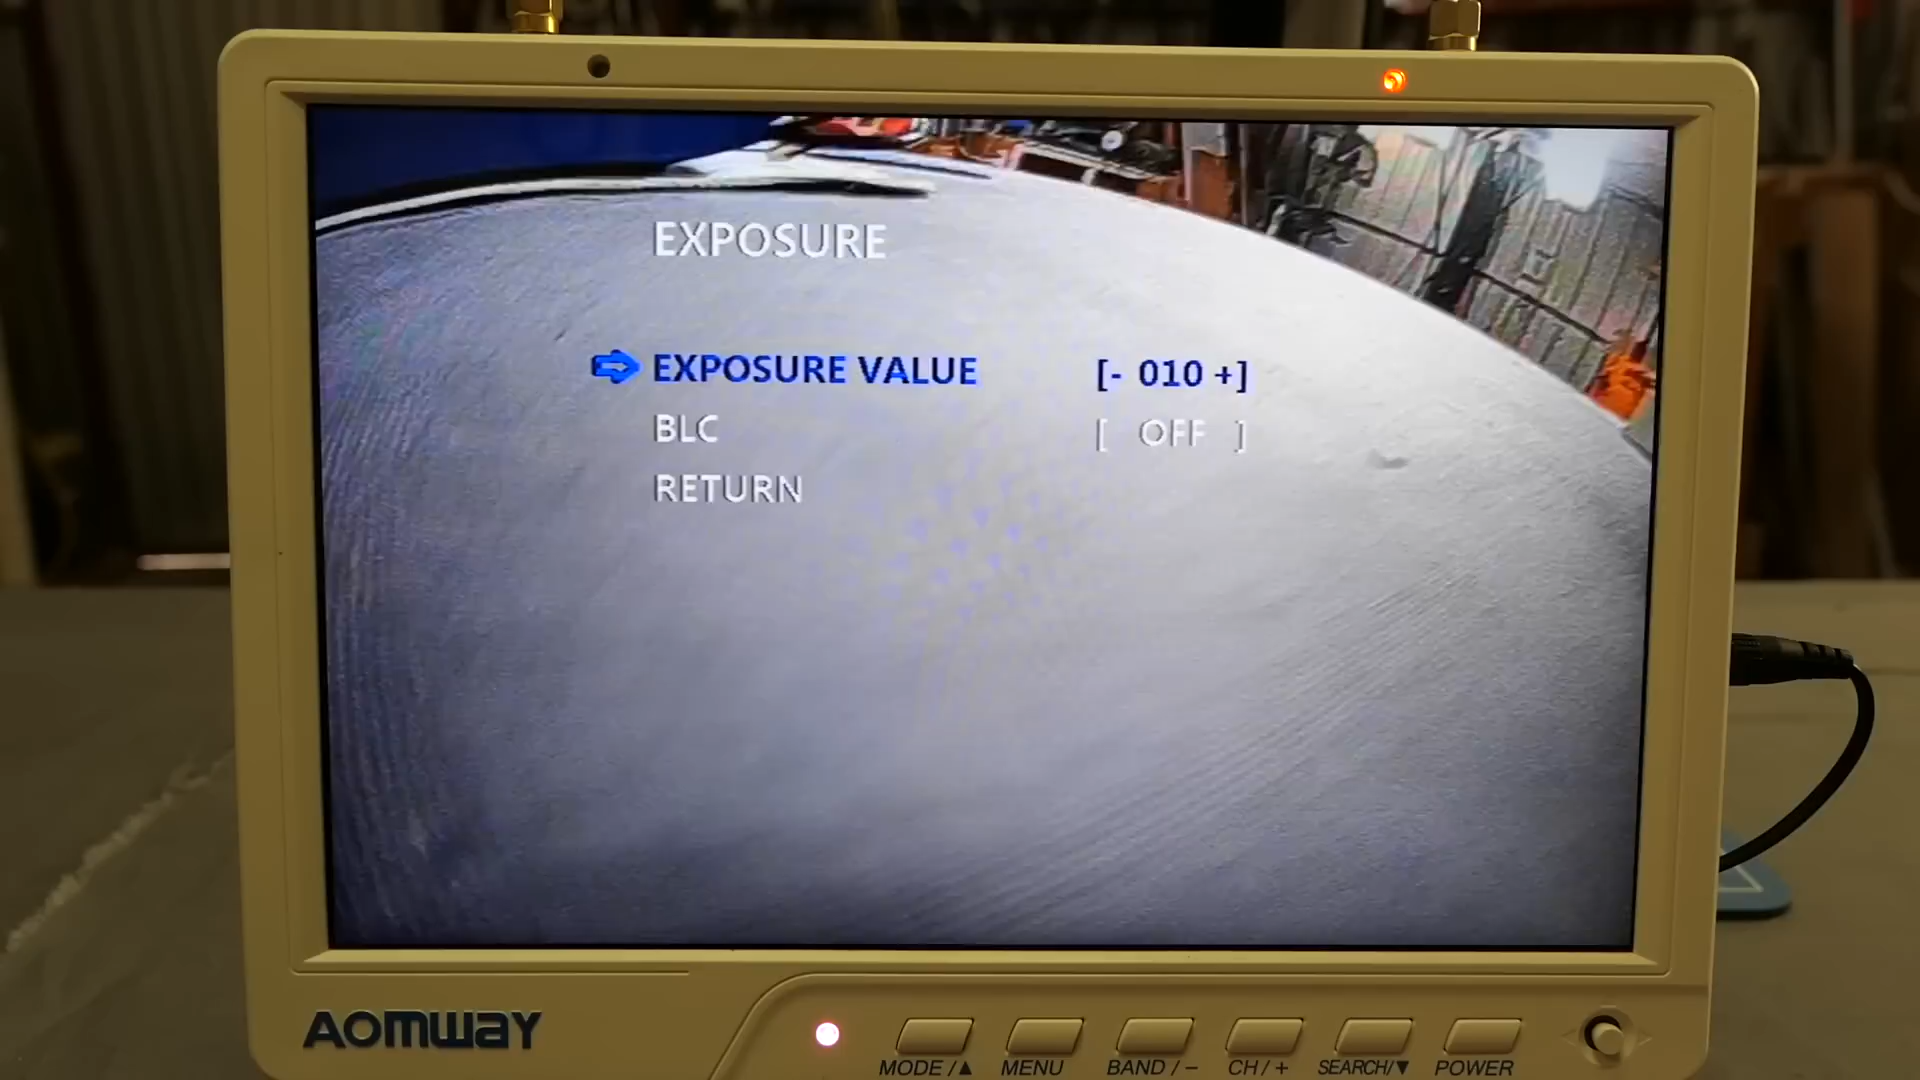 EXPOSURE
EXPOSURE VALUE [- 010 +]
BLC [ OFF ]
RETURN
AOMWAY
MODE /▲ MENU BAND / − CH / + SEARCH/▼ POWER